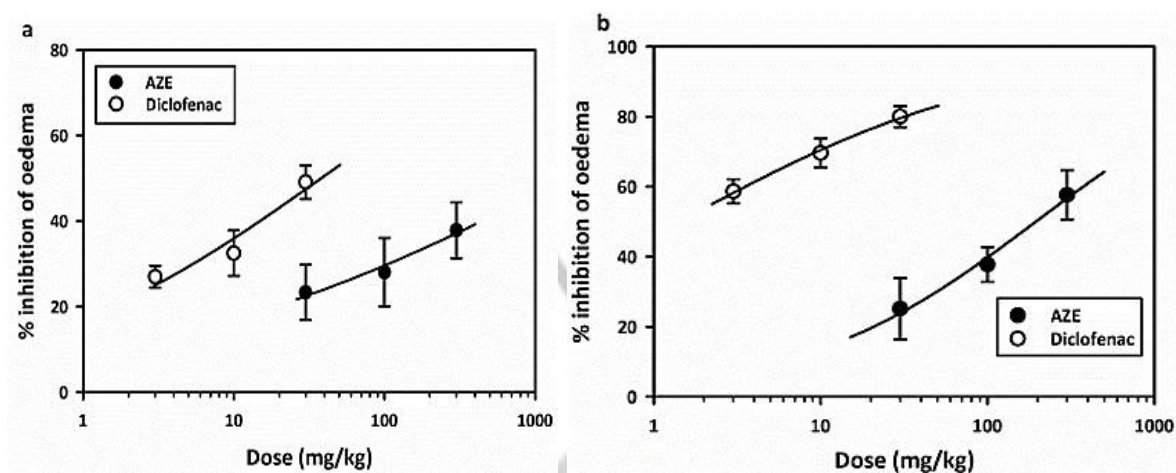 a
% inhibition of oedema
80
60
40
20
0
AZE
Diclofenac
1
10
100
1000
Dose (mg/kg)
b
% inhibition of oedema
100
80
60
40
20
0
AZE
Diclofenac
1
10
100
1000
Dose (mg/kg)